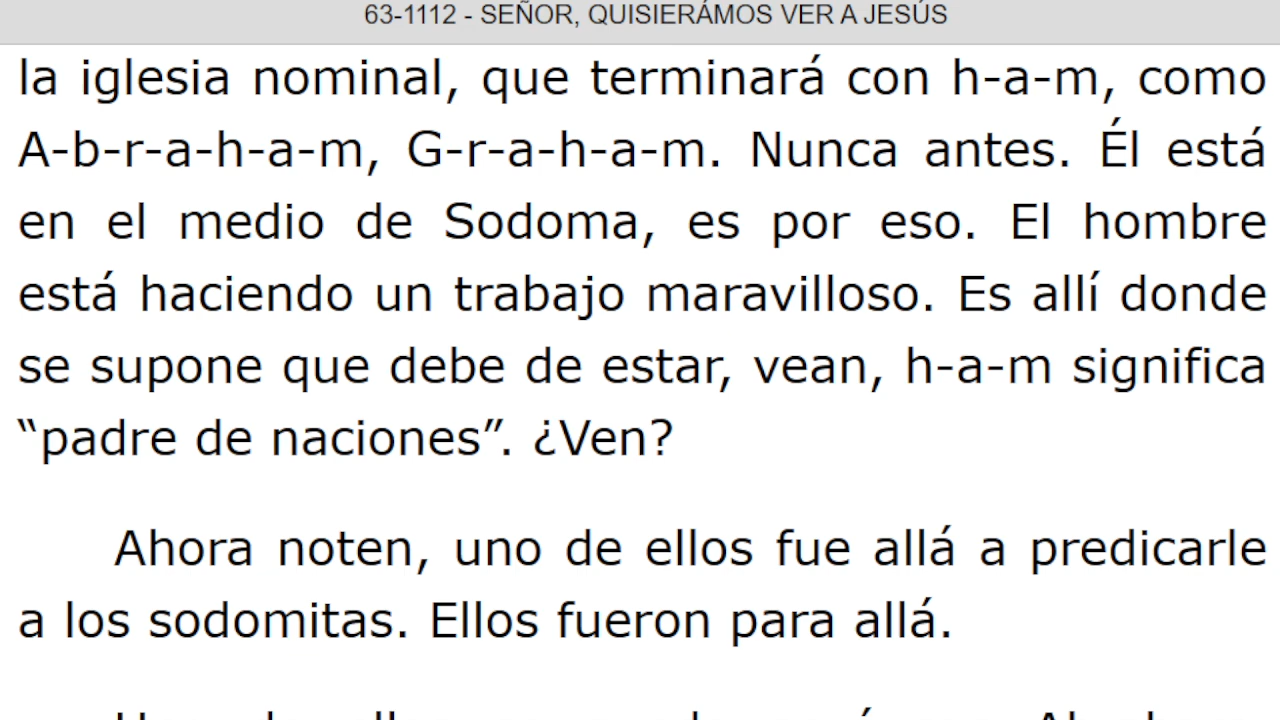 63-1112 - SEÑOR, QUISIERÁMOS VER A JESÚS
la iglesia nominal, que terminará con h-a-m, como
A-b-r-a-h-a-m, G-r-a-h-a-m. Nunca antes. Él está
en el medio de Sodoma, es por eso. El hombre
está haciendo un trabajo maravilloso. Es allí donde
se supone que debe de estar, vean, h-a-m significa
“padre de naciones”. ¿Ven?
Ahora noten, uno de ellos fue allá a predicarle
a los sodomitas. Ellos fueron para allá.